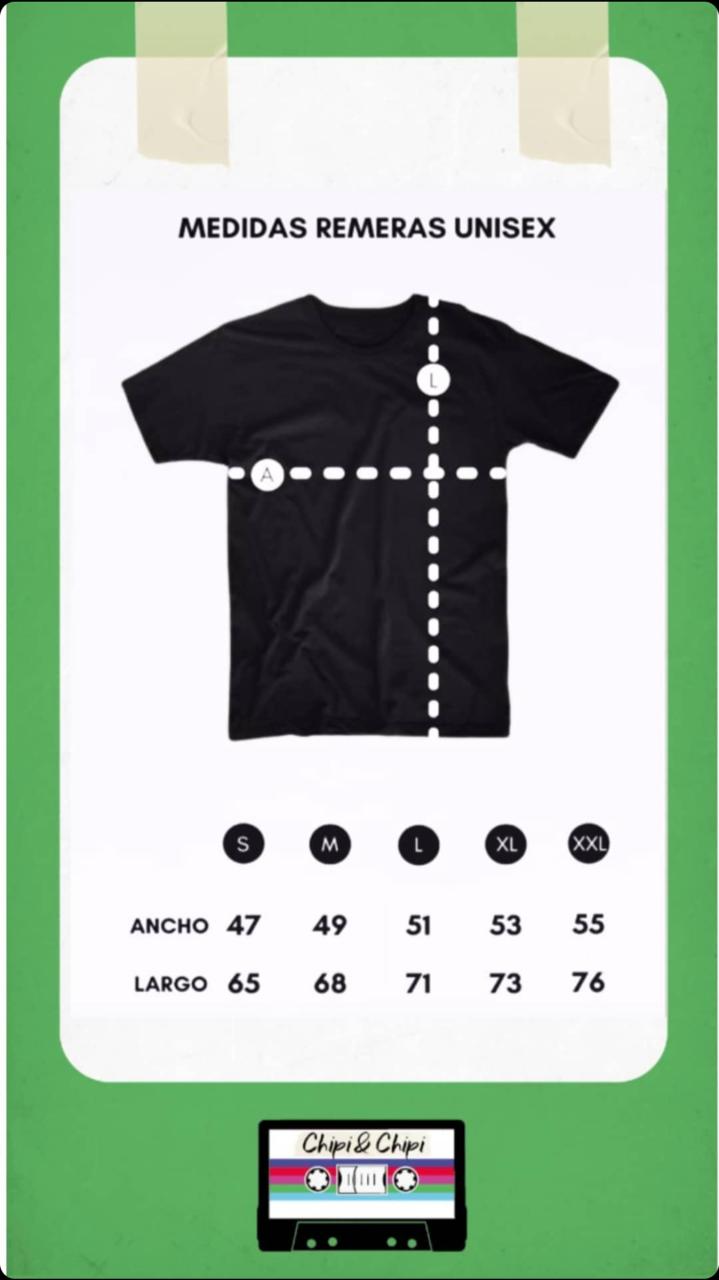 MEDIDAS REMERAS UNISEX
L
A
S M L XL XXL
ANCHO 47 49 51 53 55
LARGO 65 68 71 73 76
Chipi & Chipi